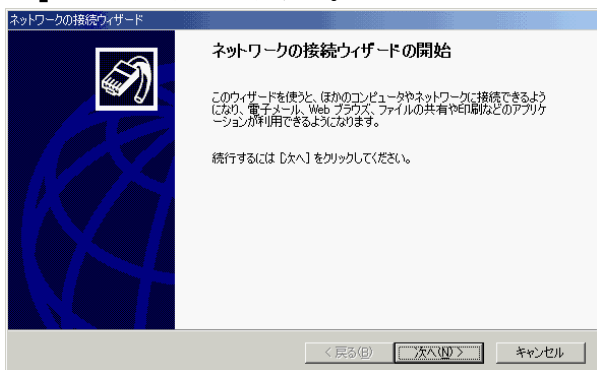 ネットワークの接続ウィザード
ネットワークの接続ウィザードの開始
このウィザードを使うと、ほかのコンピュータやネットワークに接続できるよう
になり、電子メール、Web ブラウズ、ファイルの共有や印刷などのアプリケ
ーションが利用できるようになります。
続行するには [次へ] をクリックしてください。
< 戻る(B)
次へ(N) >
キャンセル